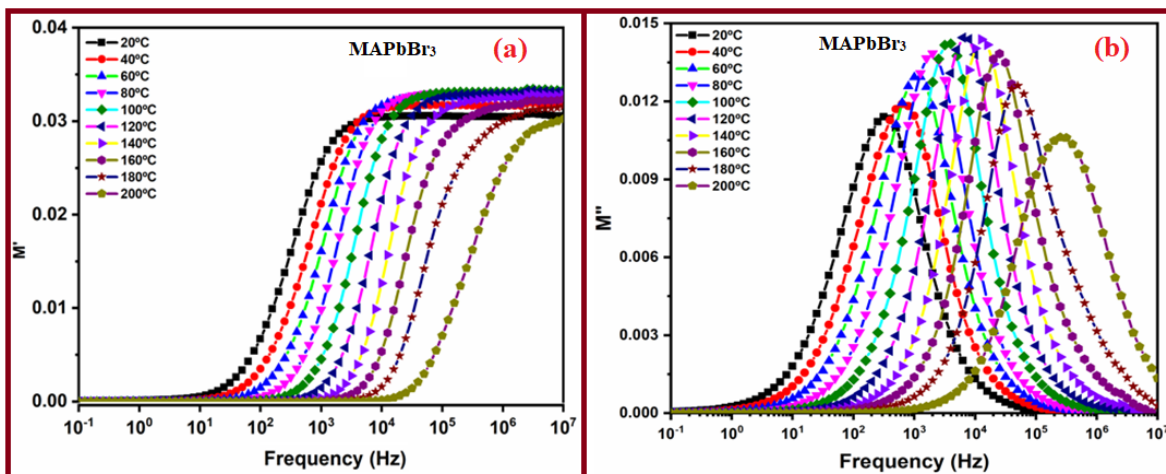 MAPbBr₃
(a)
20ºC
40ºC
60ºC
80ºC
100ºC
120ºC
140ºC
160ºC
180ºC
200ºC
M'
0.04
0.03
0.02
0.01
0.00
10⁻¹ 10⁰ 10¹ 10² 10³ 10⁴ 10⁵ 10⁶ 10⁷
Frequency (Hz)
MAPbBr₃
(b)
20ºC
40ºC
60ºC
80ºC
100ºC
120ºC
140ºC
160ºC
180ºC
200ºC
M''
0.015
0.012
0.009
0.006
0.003
0.000
10⁻¹ 10⁰ 10¹ 10² 10³ 10⁴ 10⁵ 10⁶ 10⁷
Frequency (Hz)